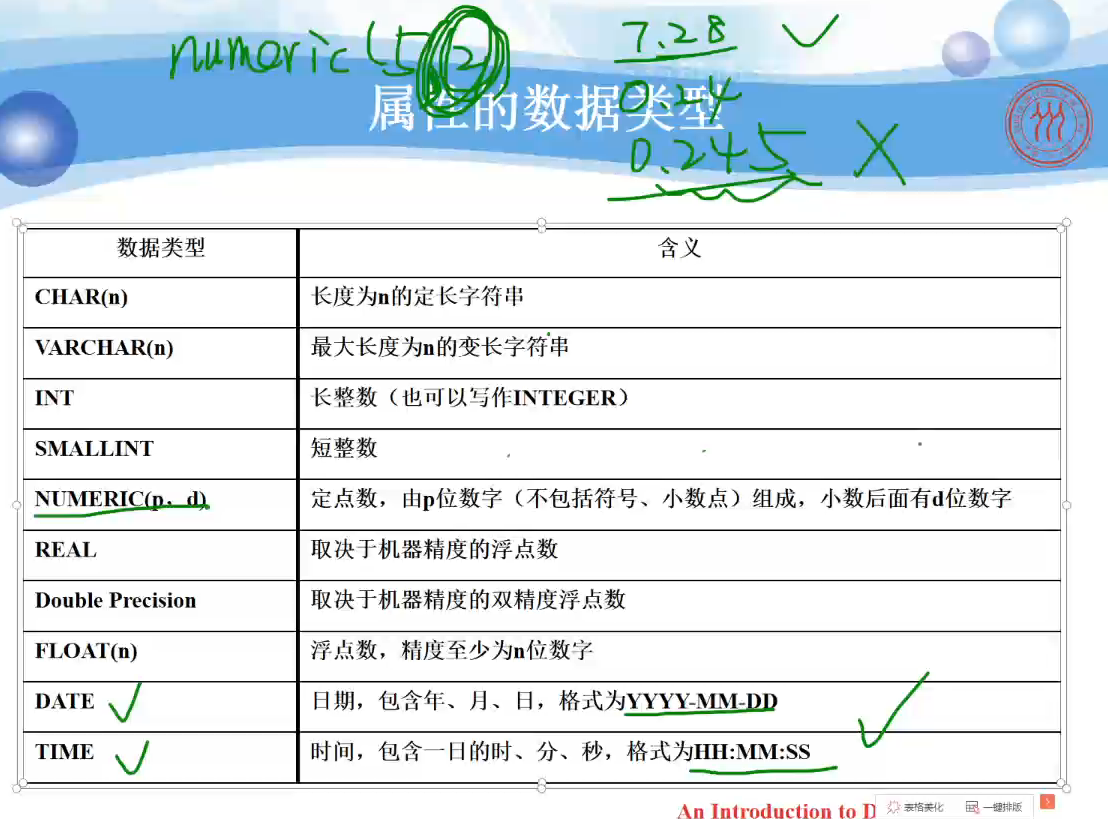 numeric(5,2)
7.28
属性的数据类型
0.24
0.245
数据类型 含义
CHAR(n) 长度为n的定长字符串
VARCHAR(n) 最大长度为n的变长字符串
INT 长整数（也可以写作INTEGER）
SMALLINT 短整数
NUMERIC(p，d) 定点数，由p位数字（不包括符号、小数点）组成，小数后面有d位数字
REAL 取决于机器精度的浮点数
Double Precision 取决于机器精度的双精度浮点数
FLOAT(n) 浮点数，精度至少为n位数字
DATE 日期，包含年、月、日，格式为YYYY-MM-DD
TIME 时间，包含一日的时、分、秒，格式为HH:MM:SS
An Introduction to D
表格美化 一键排版